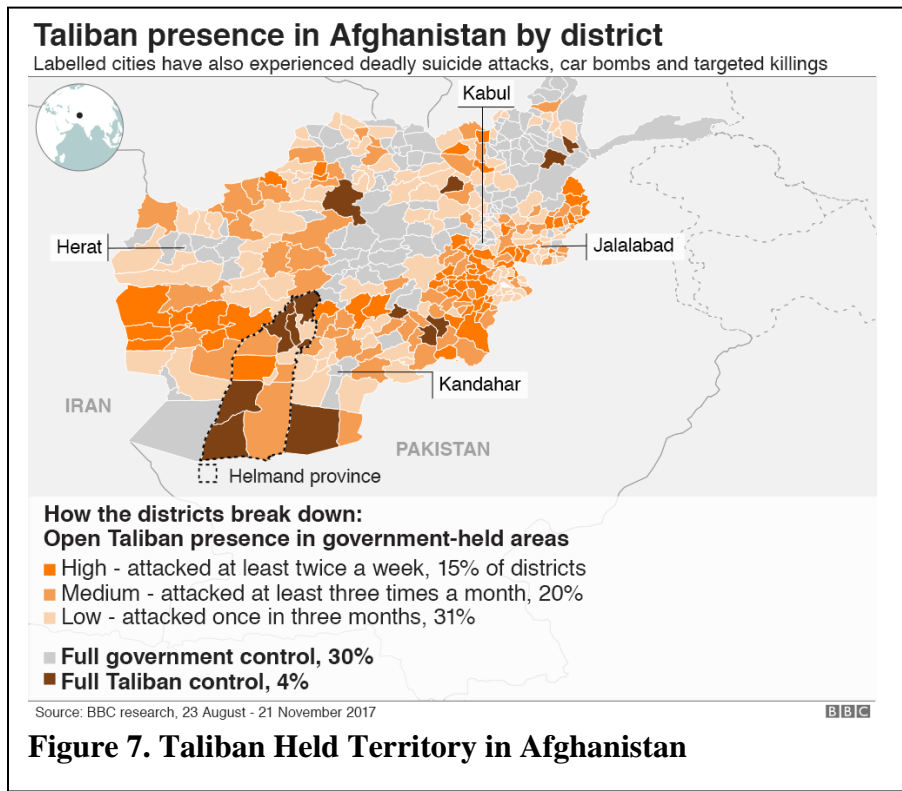 Taliban presence in Afghanistan by district
Labelled cities have also experienced deadly suicide attacks, car bombs and targeted killings
Kabul
Herat
Jalalabad
Kandahar
IRAN
PAKISTAN
Helmand province
How the districts break down:
Open Taliban presence in government-held areas
High - attacked at least twice a week, 15% of districts
Medium - attacked at least three times a month, 20%
Low - attacked once in three months, 31%
Full government control, 30%
Full Taliban control, 4%
Source: BBC research, 23 August - 21 November 2017
BBC
Figure 7. Taliban Held Territory in Afghanistan